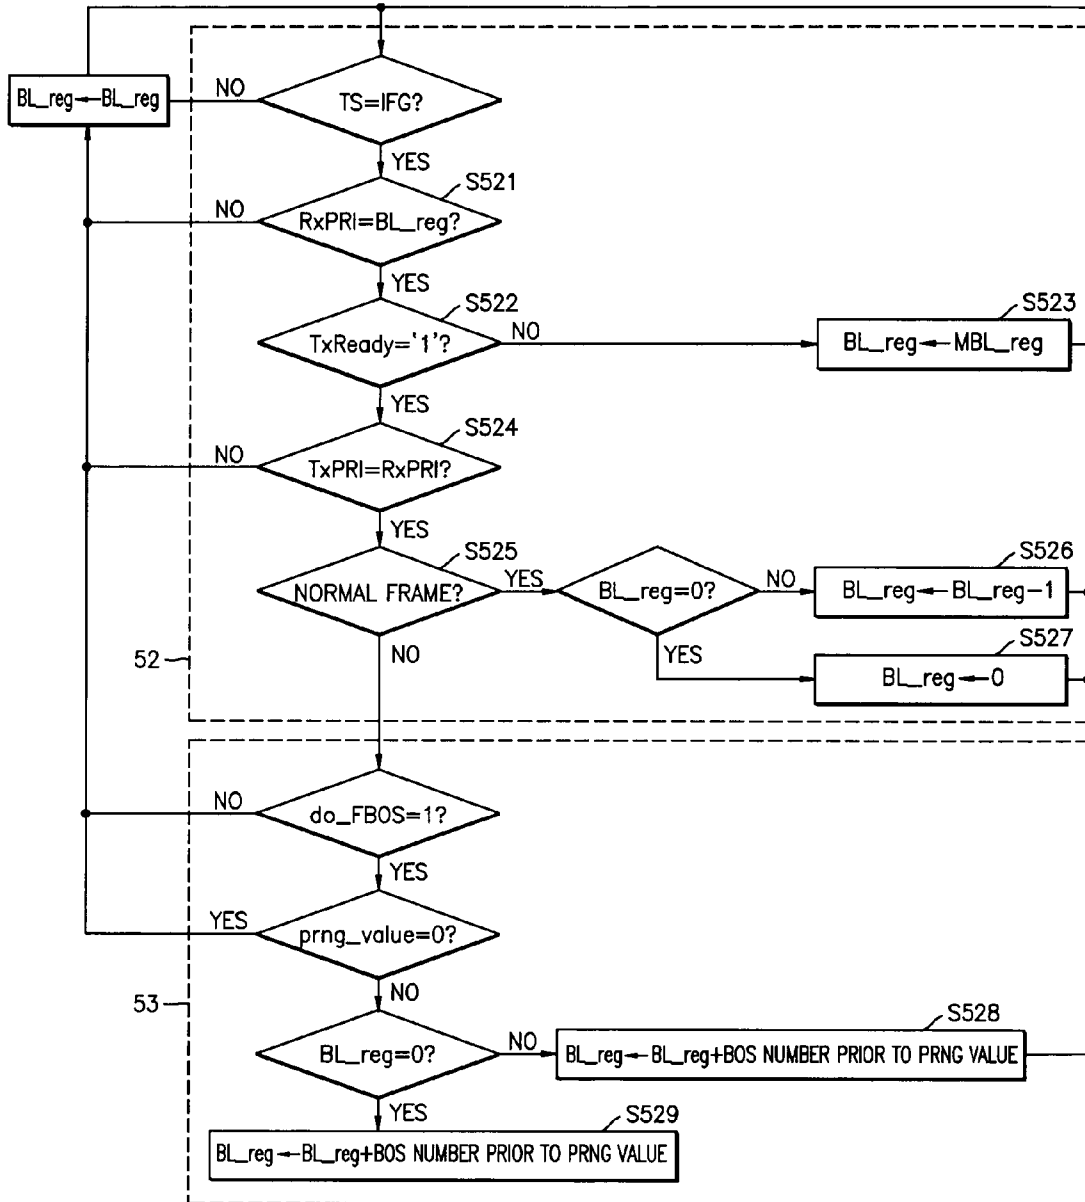 NO
BL_reg←BL_reg
TS=IFG?
YES
S521
NO
RxPRI=BL_reg?
YES
S522
S523
TxReady='1'?
NO
BL_reg←MBL_reg
YES
S524
NO
TxPRI=RxPRI?
YES
S525
S526
NORMAL FRAME?
YES
BL_reg=0?
NO
BL_reg←BL_reg-1
52
NO
YES
S527
BL_reg←0
NO
do_FBOS=1?
YES
YES
prng_value=0?
53
NO
S528
BL_reg=0?
NO
BL_reg←BL_reg+BOS NUMBER PRIOR TO PRNG VALUE
YES
S529
BL_reg←BL_reg+BOS NUMBER PRIOR TO PRNG VALUE